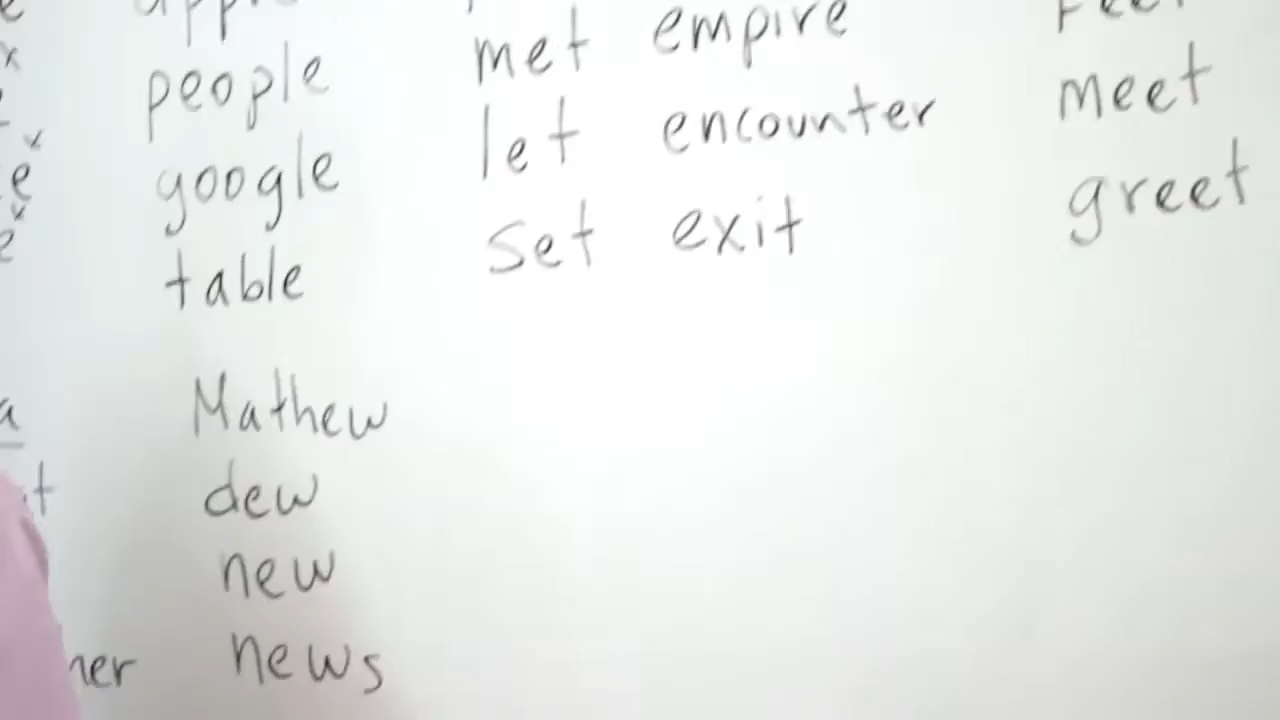 people
google
table
met empire
let encounter
set exit
meet
greet
Mathew
dew
new
news